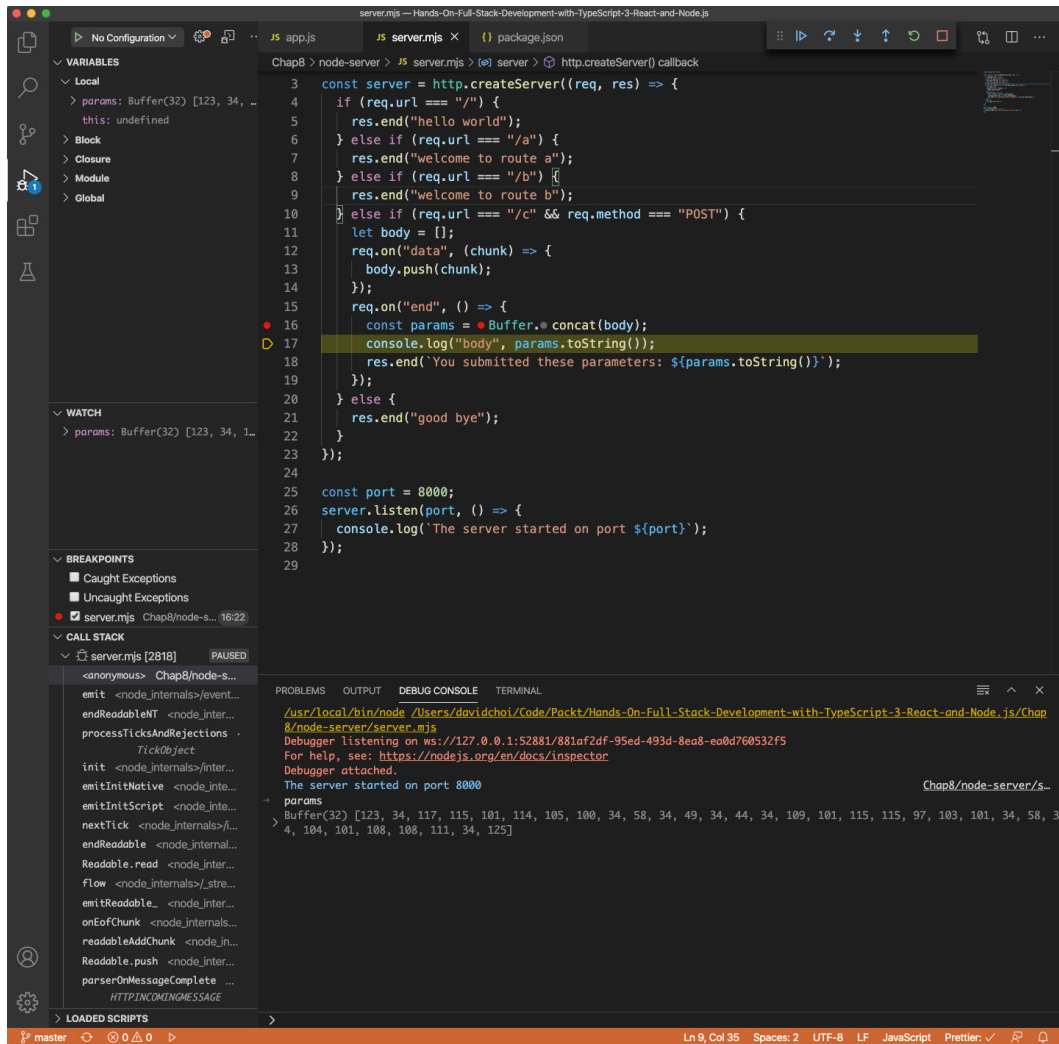 server.mjs — Hands-On-Full-Stack-Development-with-TypeScript-3-React-and-Node.js
No Configuration
JS app.js
JS server.mjs
{} package.json
Chap8 > node-server > JS server.mjs > server > http.createServer() callback
VARIABLES
Local
params: Buffer(32) [123, 34, …
this: undefined
Block
Closure
Module
Global
WATCH
params: Buffer(32) [123, 34, 1…
BREAKPOINTS
Caught Exceptions
Uncaught Exceptions
server.mjs Chap8/node-s... 16:22
CALL STACK
server.mjs [2818] PAUSED
<anonymous> Chap8/node-s...
emit <node_internals>/event...
endReadableNT <node_inter...
processTicksAndRejections
TickObject
init <node_internals>/inter...
emitInitNative <node_inte...
emitInitScript <node_inte...
nextTick <node_internals>/i...
endReadable <node_internal...
Readable.read <node_inter...
flow <node_internals>/_stre...
emitReadable_ <node_inter...
onEofChunk <node_internals...
readableAddChunk <node_in...
Readable.push <node_inter...
parserOnMessageComplete ...
HTTPINCOMINGMESSAGE
LOADED SCRIPTS
3 const server = http.createServer((req, res) => {
4 if (req.url === "/") {
5 res.end("hello world");
6 } else if (req.url === "/a") {
7 res.end("welcome to route a");
8 } else if (req.url === "/b") {
9 res.end("welcome to route b");
10 } else if (req.url === "/c" && req.method === "POST") {
11 let body = [];
12 req.on("data", (chunk) => {
13 body.push(chunk);
14 });
15 req.on("end", () => {
16 const params = Buffer. concat(body);
17 console.log("body", params.toString());
18 res.end(`You submitted these parameters: ${params.toString()}`);
19 });
20 } else {
21 res.end("good bye");
22 }
23 });
24
25 const port = 8000;
26 server.listen(port, () => {
27 console.log(`The server started on port ${port}`);
28 });
29
PROBLEMS OUTPUT DEBUG CONSOLE TERMINAL
/usr/local/bin/node /Users/davidchoi/Code/Packt/Hands-On-Full-Stack-Development-with-TypeScript-3-React-and-Node.js/Chap
8/node-server/server.mjs
Debugger listening on ws://127.0.0.1:52881/881af2df-95ed-493d-8ea8-ea0d760532f5
For help, see: https://nodejs.org/en/docs/inspector
Debugger attached.
The server started on port 8000 Chap8/node-server/s…
params
Buffer(32) [123, 34, 117, 115, 101, 114, 105, 100, 34, 58, 34, 49, 34, 44, 34, 109, 101, 115, 115, 97, 103, 101, 34, 58, 3
4, 104, 101, 108, 108, 111, 34, 125]
1
master 0 0 Ln 9, Col 35 Spaces: 2 UTF-8 LF JavaScript Prettier: ✓